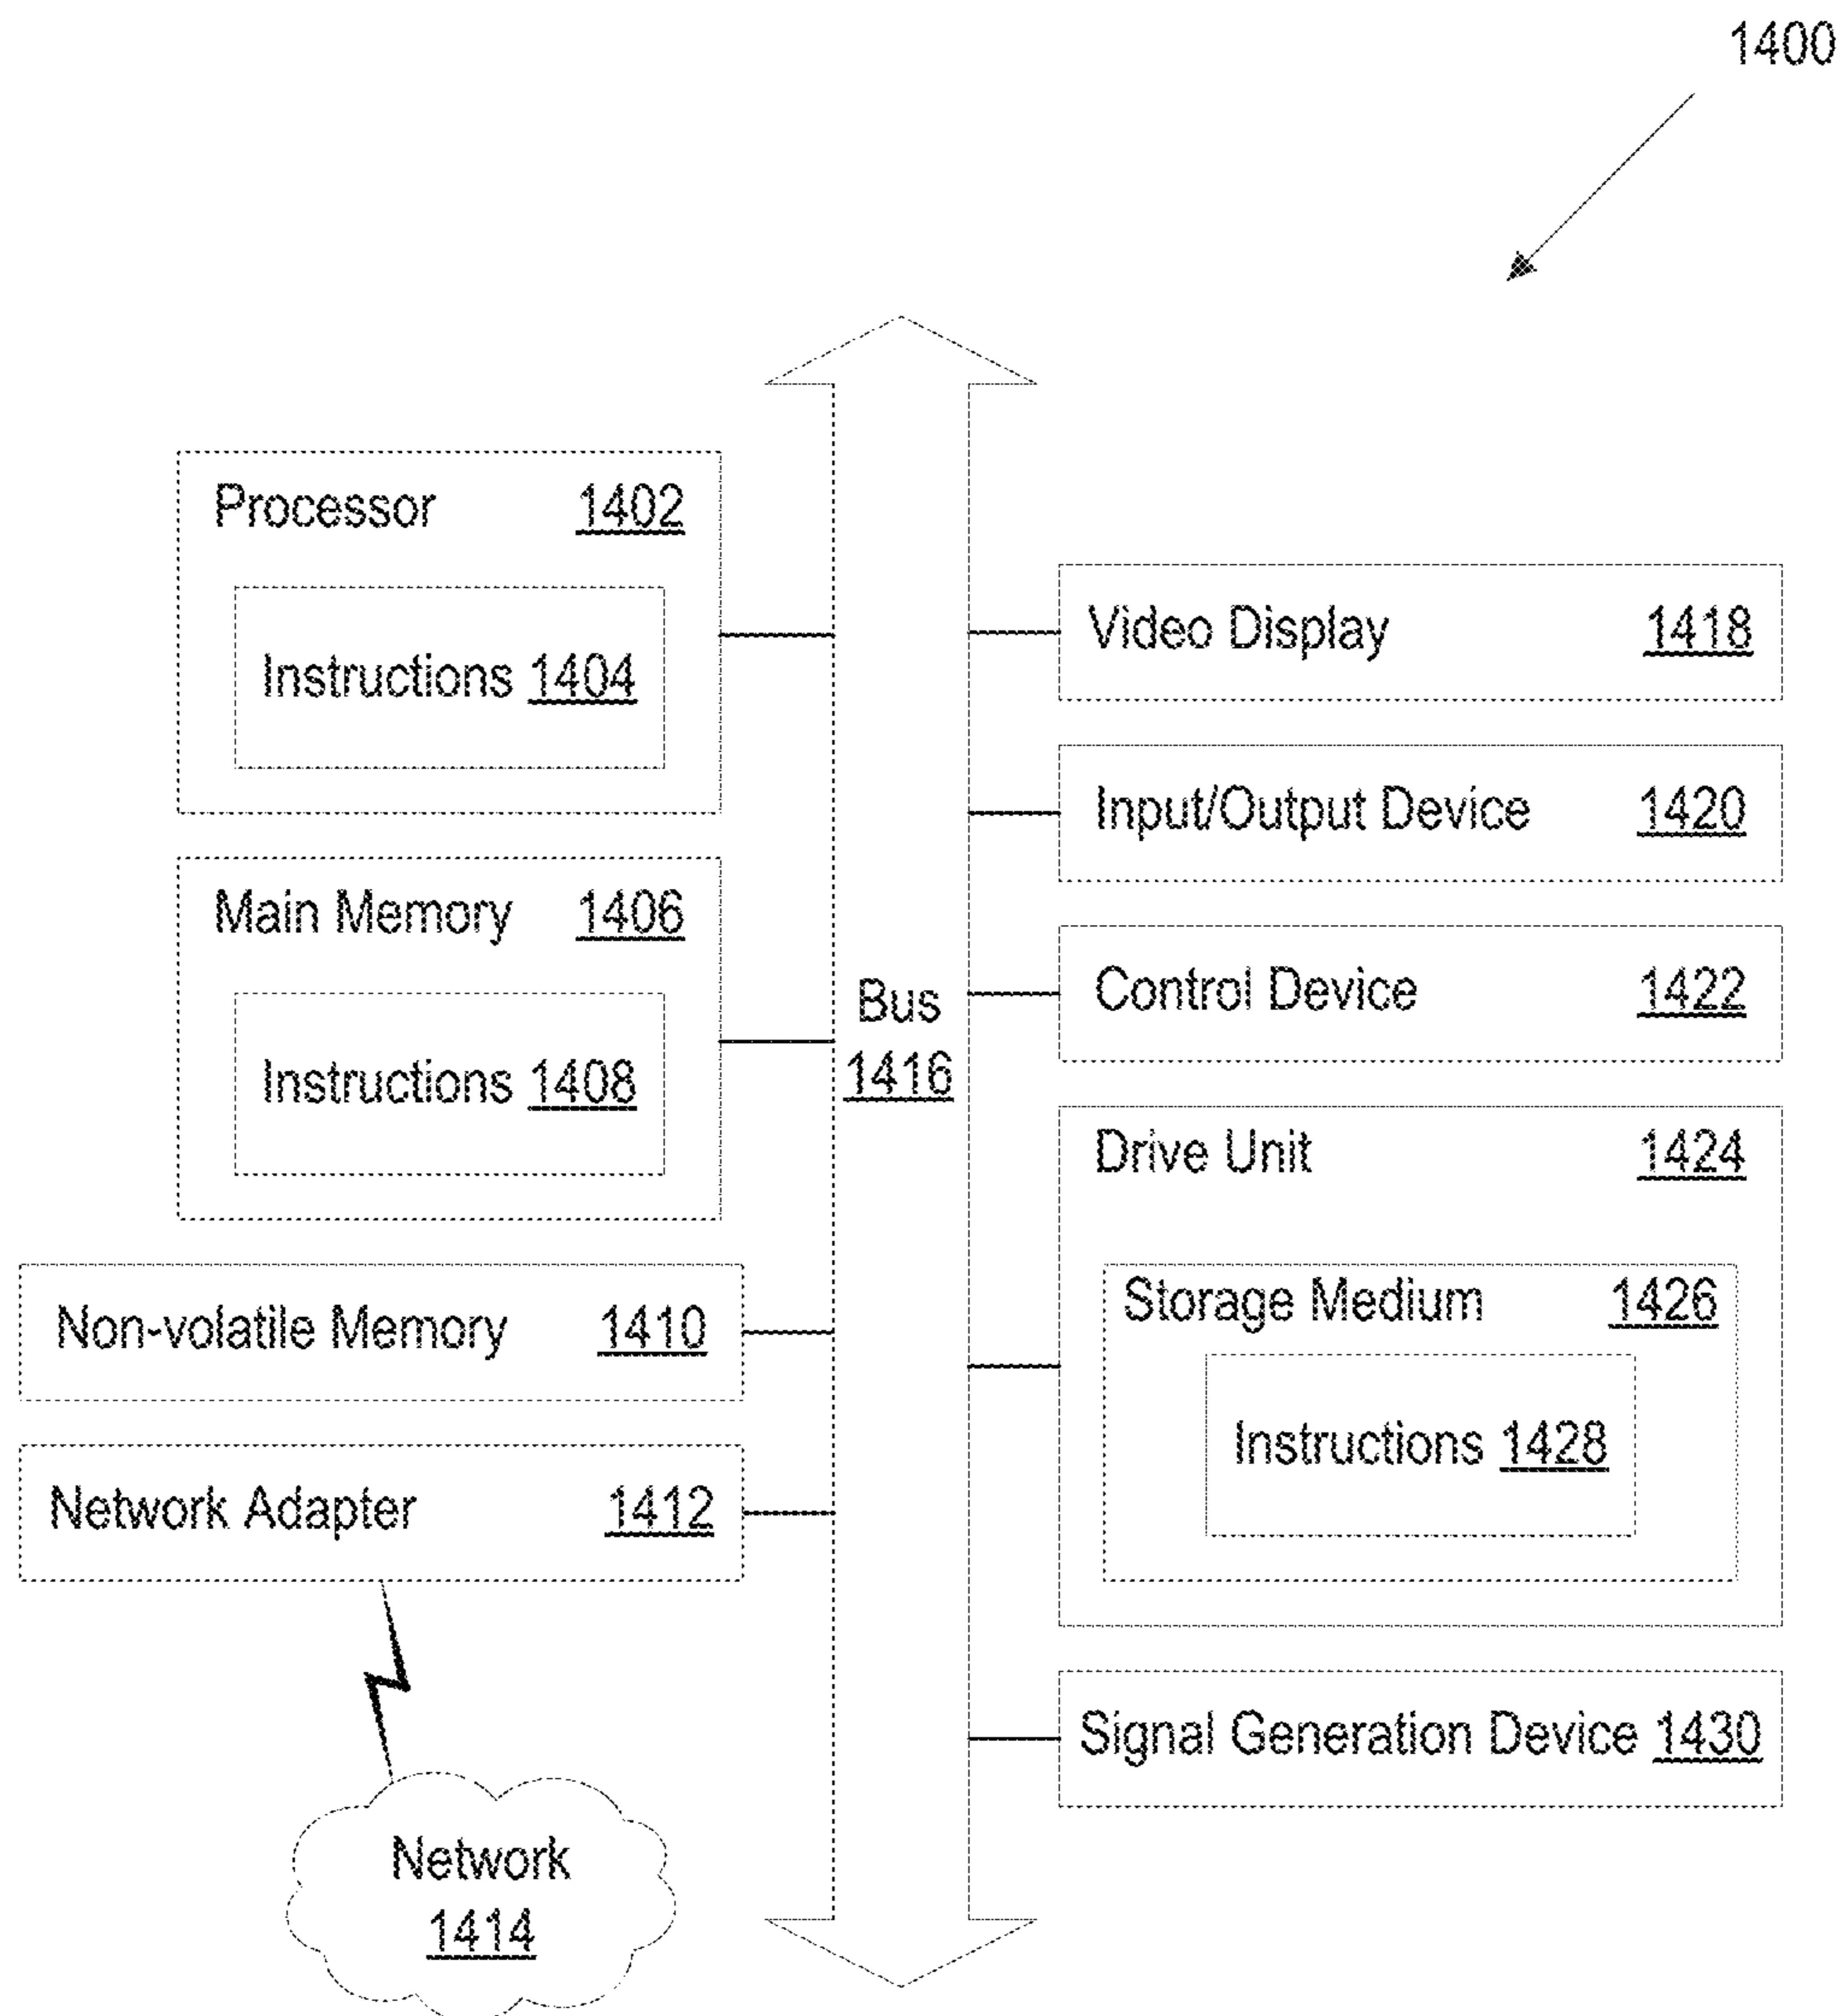 1400
Processor 1402
Instructions 1404
Main Memory 1406
Instructions 1408
Non-volatile Memory 1410
Network Adapter 1412
Network
1414
Bus
1416
Video Display 1418
Input/Output Device 1420
Control Device 1422
Drive Unit 1424
Storage Medium 1426
Instructions 1428
Signal Generation Device 1430